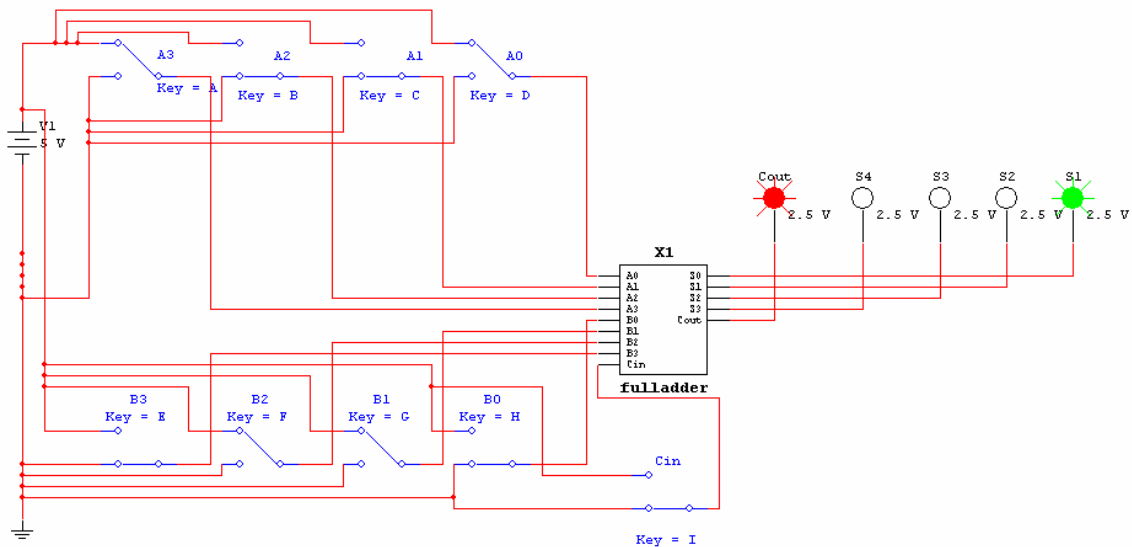 A3
A2
A1
A0
Key = A
Key = B
Key = C
Key = D
V1
5 V
Cout
S4
S3
S2
S1
2.5 V
2.5 V
2.5 V
2.5 V
2.5 V
X1
A0
A1
A2
A3
B0
B1
B2
B3
Cin
S0
S1
S2
S3
Cout
fulladder
B3
Key = E
B2
Key = F
B1
Key = G
B0
Key = H
Cin
Key = I